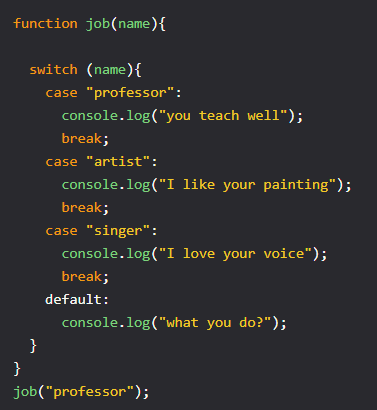 function job(name){
switch (name){
case "professor":
console.log("you teach well");
break;
case "artist":
console.log("I like your painting");
break;
case "singer":
console.log("I love your voice");
break;
default:
console.log("what you do?");
}
}
job("professor");